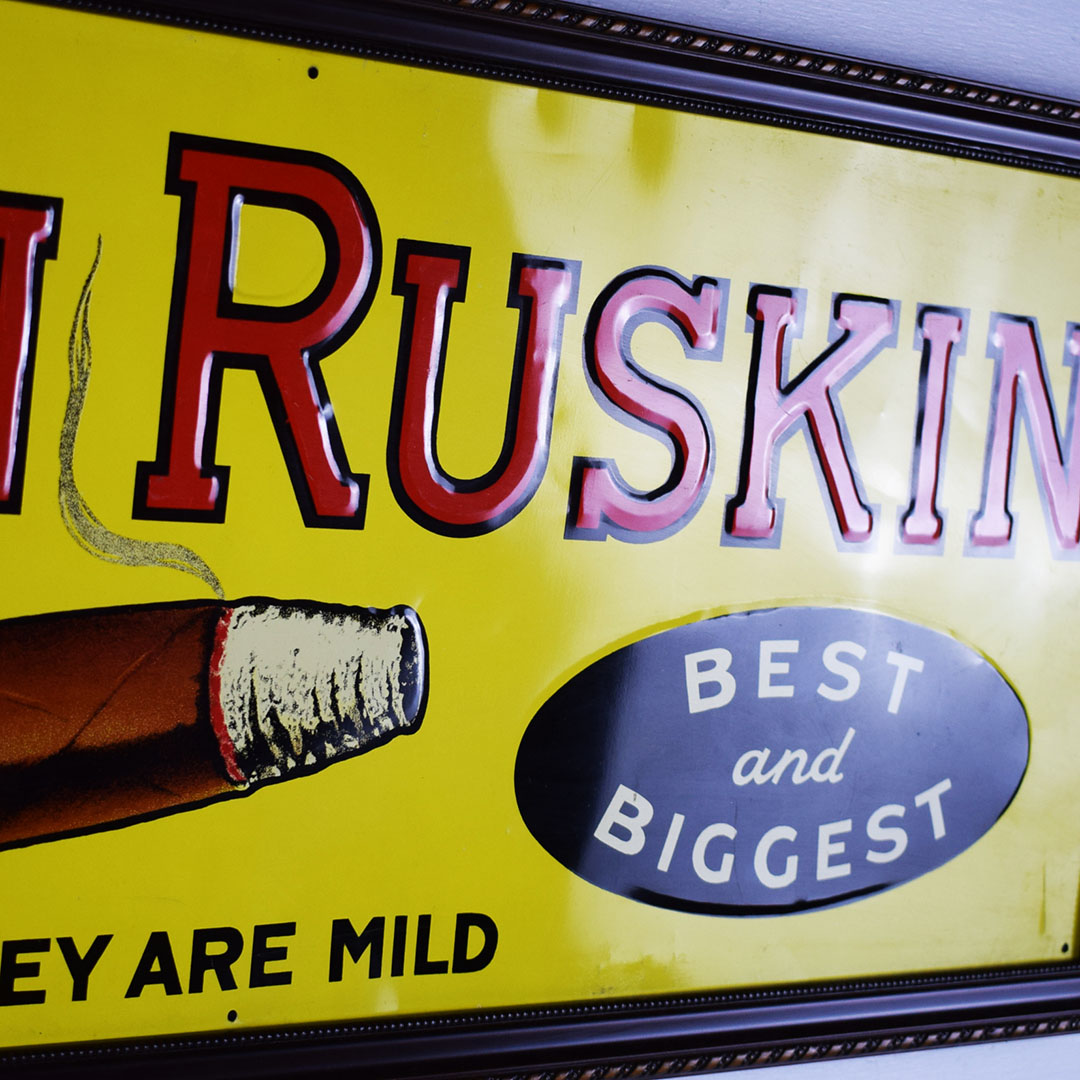 RUSKIN
BEST
and
BIGGEST
EY ARE MILD